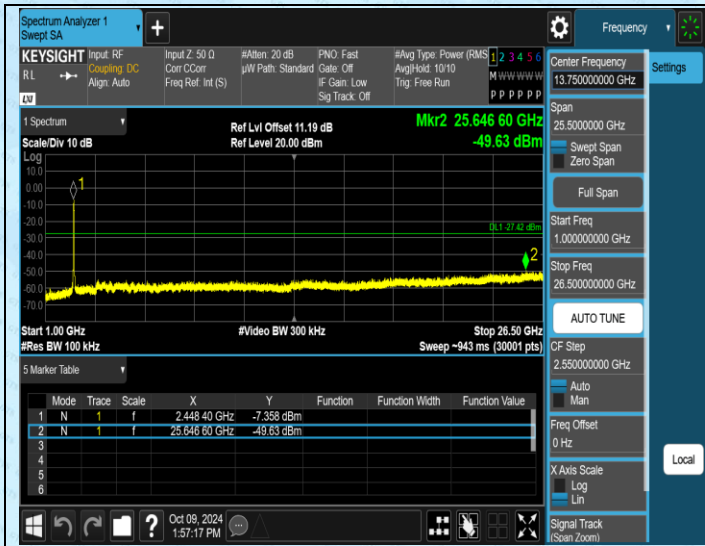 Spectrum Analyzer 1
Swept SA
+
Frequency
KEYSIGHT
RL
LXI
Input: RF
Coupling: DC
Align: Auto
Input Z: 50 Ω
Corr CCorr
Freq Ref: Int (S)
#Atten: 20 dB
µW Path: Standard
PNO: Fast
Gate: Off
IF Gain: Low
Sig Track: Off
#Avg Type: Power (RMS
Avg|Hold: 10/10
Trig: Free Run
1 2 3 4 5 6
M W W W W W
P P P P P P
1 Spectrum
Scale/Div 10 dB
Ref Lvl Offset 11.19 dB
Ref Level 20.00 dBm
Mkr2 25.646 60 GHz
-49.63 dBm
Log
10.0
0.00
-10.0
-20.0
-30.0
-40.0
-50.0
-60.0
-70.0
1
DL1 -27.42 dBm
2
Start 1.00 GHz
#Video BW 300 kHz
Stop 26.50 GHz
#Res BW 100 kHz
Sweep ~943 ms (30001 pts)
5 Marker Table
Mode Trace Scale X Y Function Function Width Function Value
1 N 1 f 2.448 40 GHz -7.358 dBm
2 N 1 f 25.646 60 GHz -49.63 dBm
3
4
5
6
Oct 09, 2024
1:57:17 PM
?
Center Frequency
13.750000000 GHz
Span
25.5000000 GHz
Swept Span
Zero Span
Full Span
Start Freq
1.000000000 GHz
Stop Freq
26.500000000 GHz
AUTO TUNE
CF Step
2.550000000 GHz
Auto
Man
Freq Offset
0 Hz
X Axis Scale
Log
Lin
Signal Track
(Span Zoom)
Settings
Local